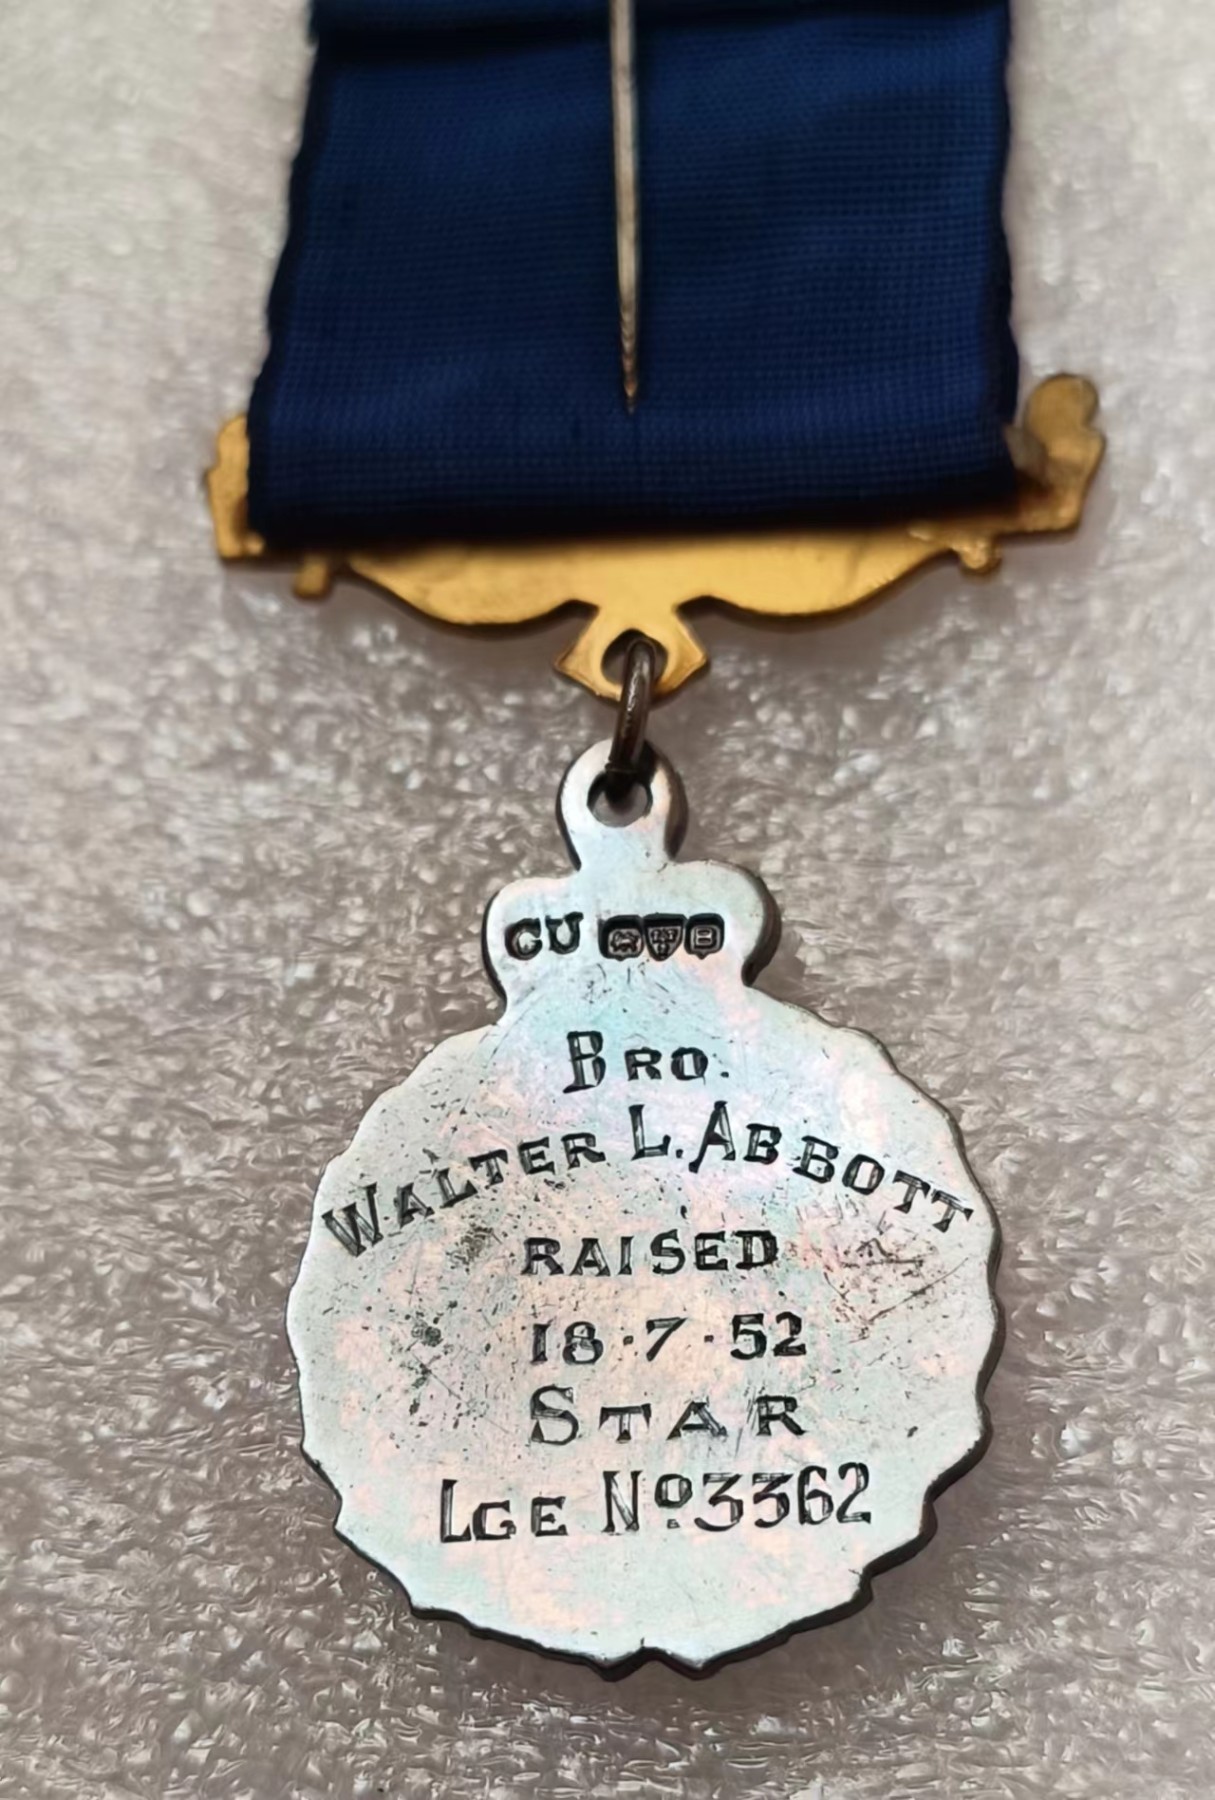 CU B
BRO.
WALTER L. ABBOTT
RAISED
18·7·52
STAR
LGE Nº 3362